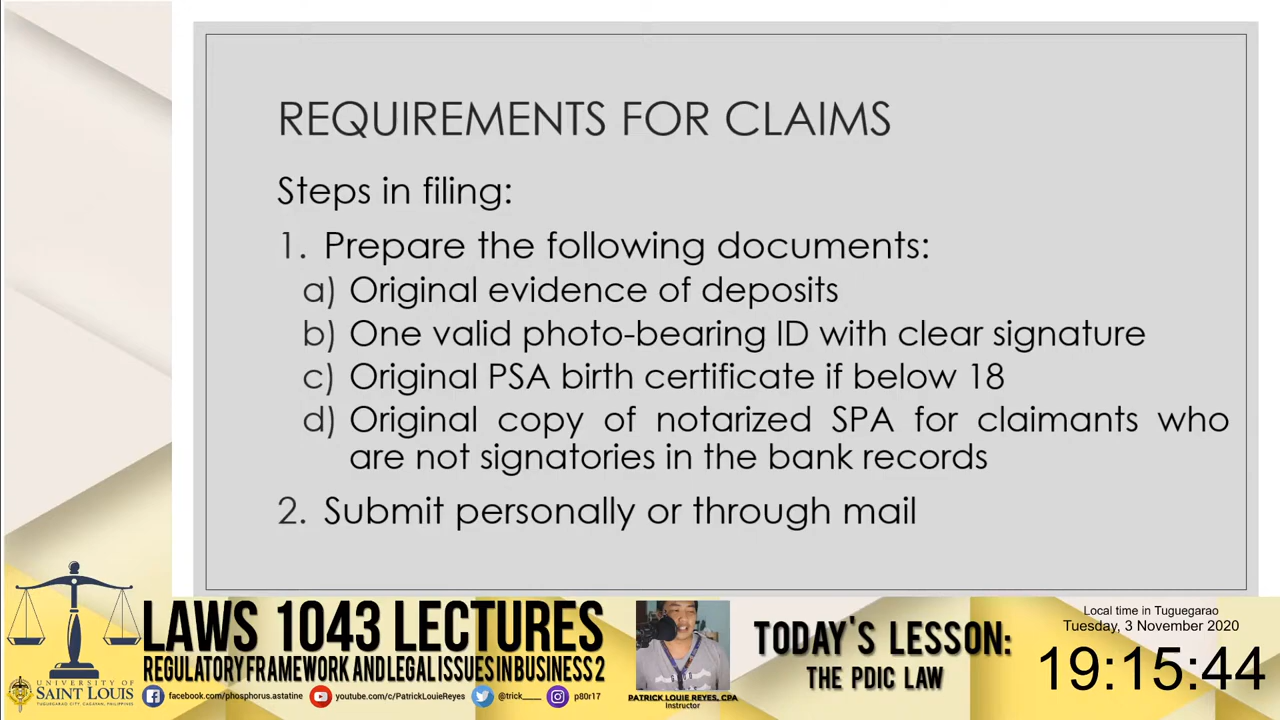 REQUIREMENTS FOR CLAIMS
Steps in filing:
1. Prepare the following documents:
a) Original evidence of deposits
b) One valid photo-bearing ID with clear signature
c) Original PSA birth certificate if below 18
d) Original copy of notarized SPA for claimants who
are not signatories in the bank records
2. Submit personally or through mail
LAWS 1043 LECTURES
REGULATORY FRAMEWORK AND LEGAL ISSUES IN BUSINESS 2
UNIVERSITY OF
SAINT LOUIS
TUGUEGARAO CITY, CAGAYAN, PHILIPPINES
facebook.com/phosphorus.astatine
youtube.com/c/PatrickLouieReyes
@trick____
p80r17
PATRICK LOUIE REYES, CPA
Instructor
TODAY'S LESSON:
THE PDIC LAW
Local time in Tuguegarao
Tuesday, 3 November 2020
19:15:44